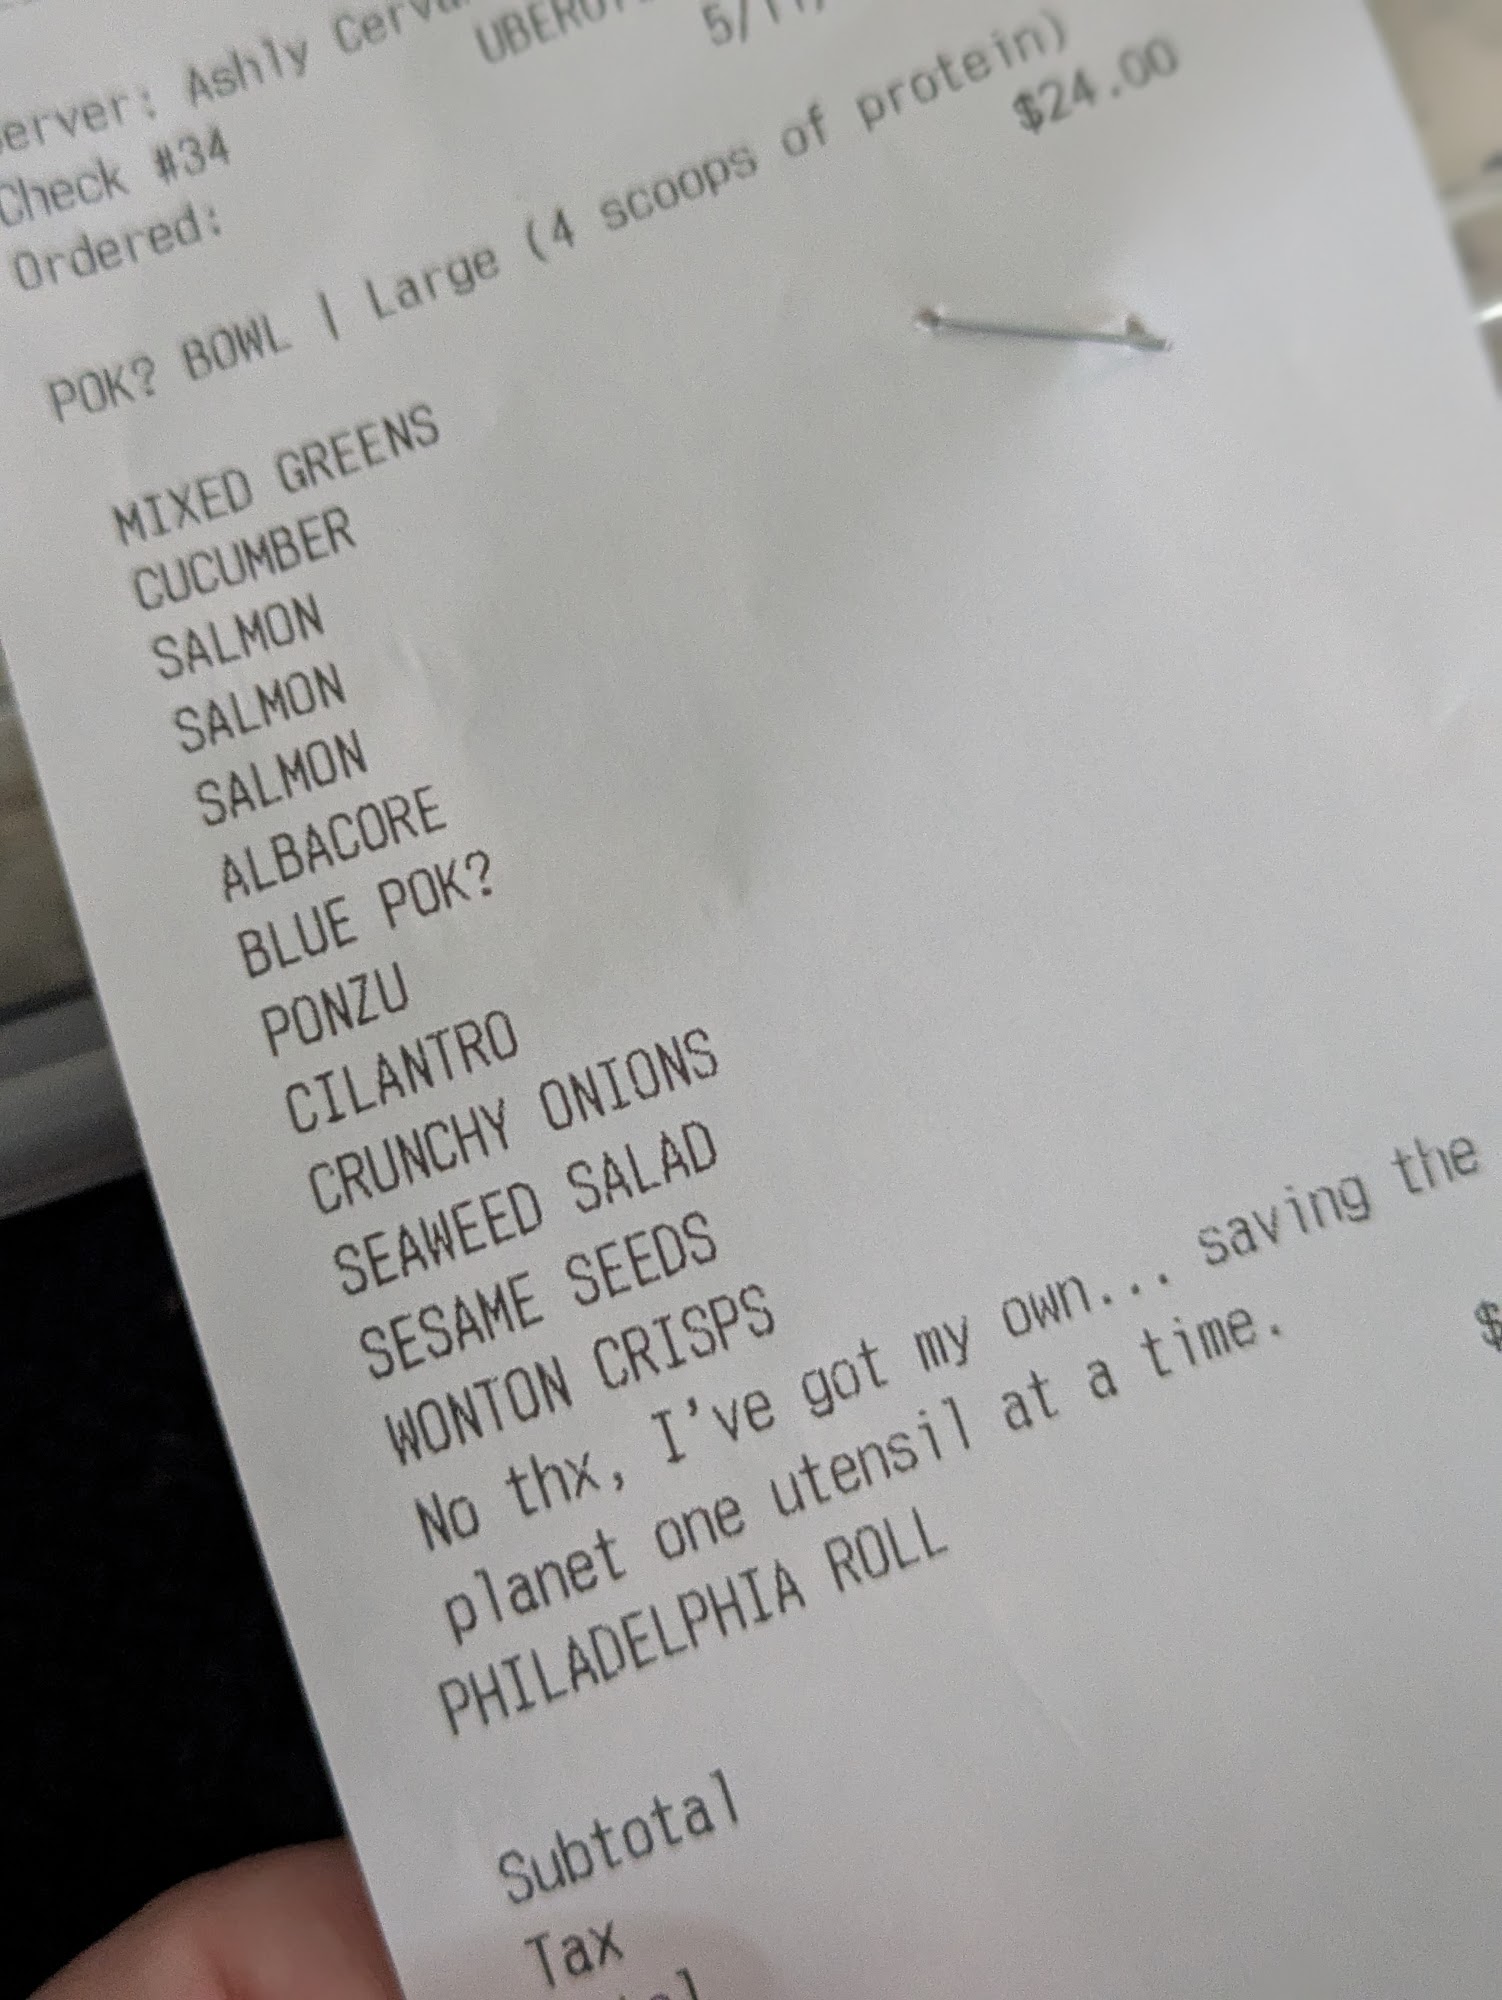 Server: Ashly
5/11/
Check #34
Ordered:
POK? BOWL | Large (4 scoops of protein)
$24.00
MIXED GREENS
CUCUMBER
SALMON
SALMON
SALMON
ALBACORE
BLUE POK?
PONZU
CILANTRO
CRUNCHY ONIONS
SEAWEED SALAD
SESAME SEEDS
WONTON CRISPS
No thx, I've got my own... saving the
planet one utensil at a time.
PHILADELPHIA ROLL $
Subtotal
Tax